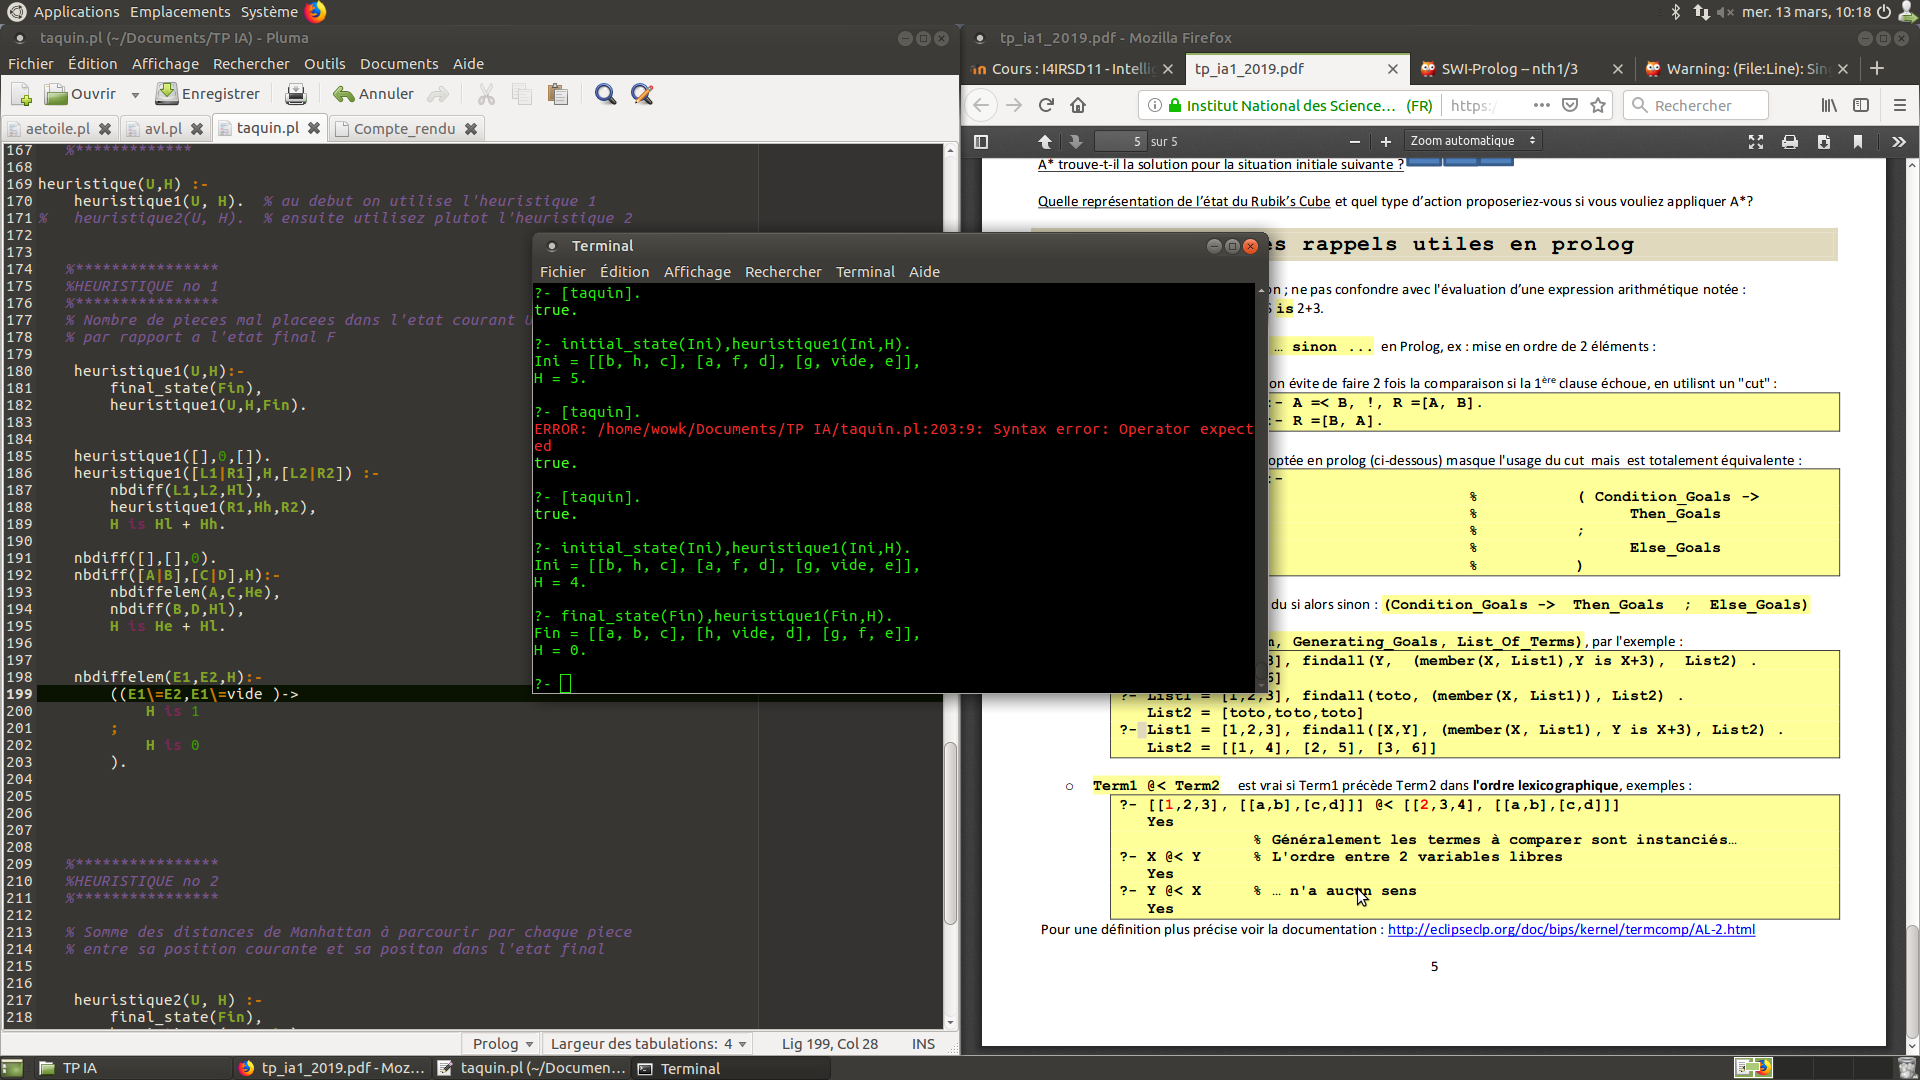 Applications Emplacements Système
mer. 13 mars, 10:18
taquin.pl (~/Documents/TP IA) - Pluma
Fichier Édition Affichage Rechercher Outils Documents Aide
Ouvrir Enregistrer Annuler
aetoile.pl avl.pl taquin.pl Compte_rendu
167 %*************
168
169 heuristique(U,H) :-
170 heuristique1(U, H). % au debut on utilise l'heuristique 1
171 % heuristique2(U, H). % ensuite utilisez plutot l'heuristique 2
172
173
174 %****************
175 %HEURISTIQUE no 1
176 %****************
177 % Nombre de pieces mal placees dans l'etat courant U
178 % par rapport a l'etat final F
179
180 heuristique1(U,H):-
181 final_state(Fin),
182 heuristique1(U,H,Fin).
183
184
185 heuristique1([],0,[]).
186 heuristique1([L1|R1],H,[L2|R2]) :-
187 nbdiff(L1,L2,Hl),
188 heuristique1(R1,Hh,R2),
189 H is Hl + Hh.
190
191 nbdiff([],[],0).
192 nbdiff([A|B],[C|D],H):-
193 nbdiffelem(A,C,He),
194 nbdiff(B,D,Hl),
195 H is He + Hl.
196
197
198 nbdiffelem(E1,E2,H):-
199 ((E1\=E2,E1\=vide )->
200 H is 1
201 ;
202 H is 0
203 ).
204
205
206
207
208
209 %****************
210 %HEURISTIQUE no 2
211 %****************
212
213 % Somme des distances de Manhattan à parcourir par chaque piece
214 % entre sa position courante et sa positon dans l'etat final
215
216
217 heuristique2(U, H) :-
218 final_state(Fin),
Prolog Largeur des tabulations: 4 Lig 199, Col 28 INS
Terminal
Fichier Édition Affichage Rechercher Terminal Aide
?- [taquin].
true.
?- initial_state(Ini),heuristique1(Ini,H).
Ini = [[b, h, c], [a, f, d], [g, vide, e]],
H = 5.
?- [taquin].
ERROR: /home/wowk/Documents/TP IA/taquin.pl:203:9: Syntax error: Operator expect
ed
true.
?- [taquin].
true.
?- initial_state(Ini),heuristique1(Ini,H).
Ini = [[b, h, c], [a, f, d], [g, vide, e]],
H = 4.
?- final_state(Fin),heuristique1(Fin,H).
Fin = [[a, b, c], [h, vide, d], [g, f, e]],
H = 0.
?-
tp_ia1_2019.pdf - Mozilla Firefox
Cours : I4IRSD11 - Intellig tp_ia1_2019.pdf SWI-Prolog -- nth1/3 Warning: (File:Line): Sin
Institut National des Science… (FR) https:/ Rechercher
5 sur 5 Zoom automatique
A* trouve-t-il la solution pour la situation initiale suivante ?
Quelle représentation de l'état du Rubik's Cube et quel type d'action proposeriez-vous si vous vouliez appliquer A*?
es rappels utiles en prolog
on ; ne pas confondre avec l'évaluation d'une expression arithmétique notée :
is 2+3.
… sinon ... en Prolog, ex : mise en ordre de 2 éléments :
on évite de faire 2 fois la comparaison si la 1ère clause échoue, en utilisnt un "cut" :
:- A =< B, !, R =[A, B].
:- R =[B, A].
optée en prolog (ci-dessous) masque l'usage du cut mais est totalement équivalente :
:-
% ( Condition_Goals ->
% Then_Goals
% ;
% Else_Goals
% )
du si alors sinon : (Condition_Goals -> Then_Goals ; Else_Goals)
m, Generating_Goals, List_Of_Terms), par l'exemple :
3], findall(Y, (member(X, List1),Y is X+3), List2) .
6]
?- List1 = [1,2,3], findall(toto, (member(X, List1)), List2) .
List2 = [toto,toto,toto]
?- List1 = [1,2,3], findall([X,Y], (member(X, List1), Y is X+3), List2) .
List2 = [[1, 4], [2, 5], [3, 6]]
○ Term1 @< Term2 est vrai si Term1 précède Term2 dans l'ordre lexicographique, exemples :
?- [[1,2,3], [[a,b],[c,d]]] @< [[2,3,4], [[a,b],[c,d]]]
Yes
% Généralement les termes à comparer sont instanciés…
?- X @< Y % L'ordre entre 2 variables libres
Yes
?- Y @< X % … n'a aucun sens
Yes
Pour une définition plus précise voir la documentation : http://eclipseclp.org/doc/bips/kernel/termcomp/AL-2.html
5
TP IA tp_ia1_2019.pdf - Moz... taquin.pl (~/Documen... Terminal